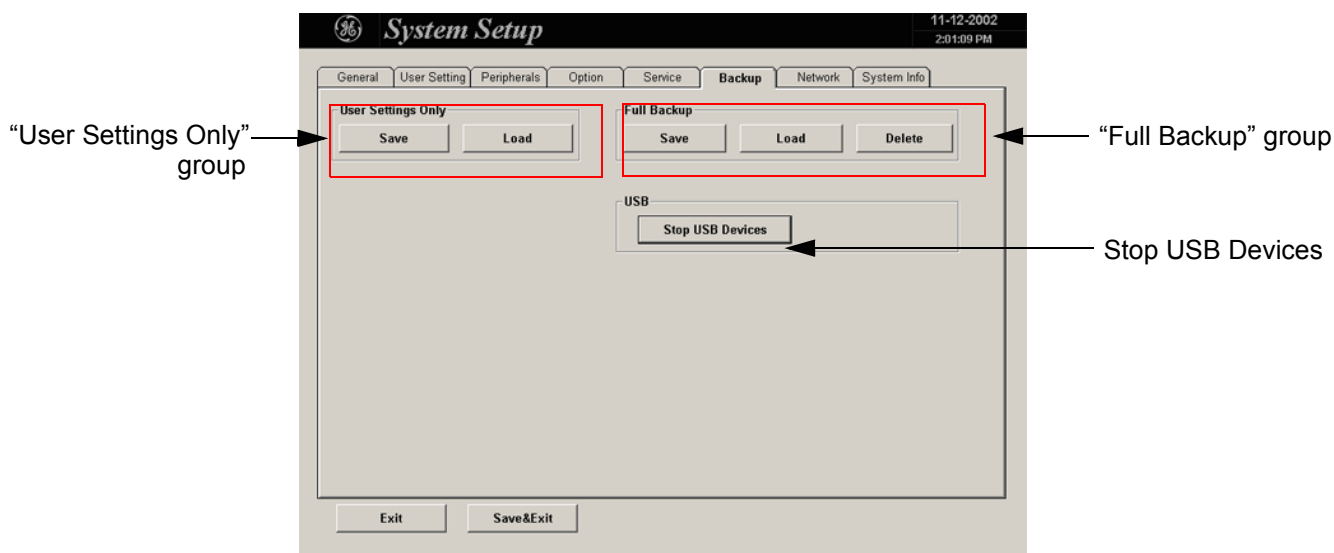 System Setup
11-12-2002
2:01:09 PM
General User Setting Peripherals Option Service Backup Network System Info
User Settings Only
Save Load
Full Backup
Save Load Delete
"User Settings Only"
group
"Full Backup" group
USB
Stop USB Devices
Stop USB Devices
Exit Save&Exit